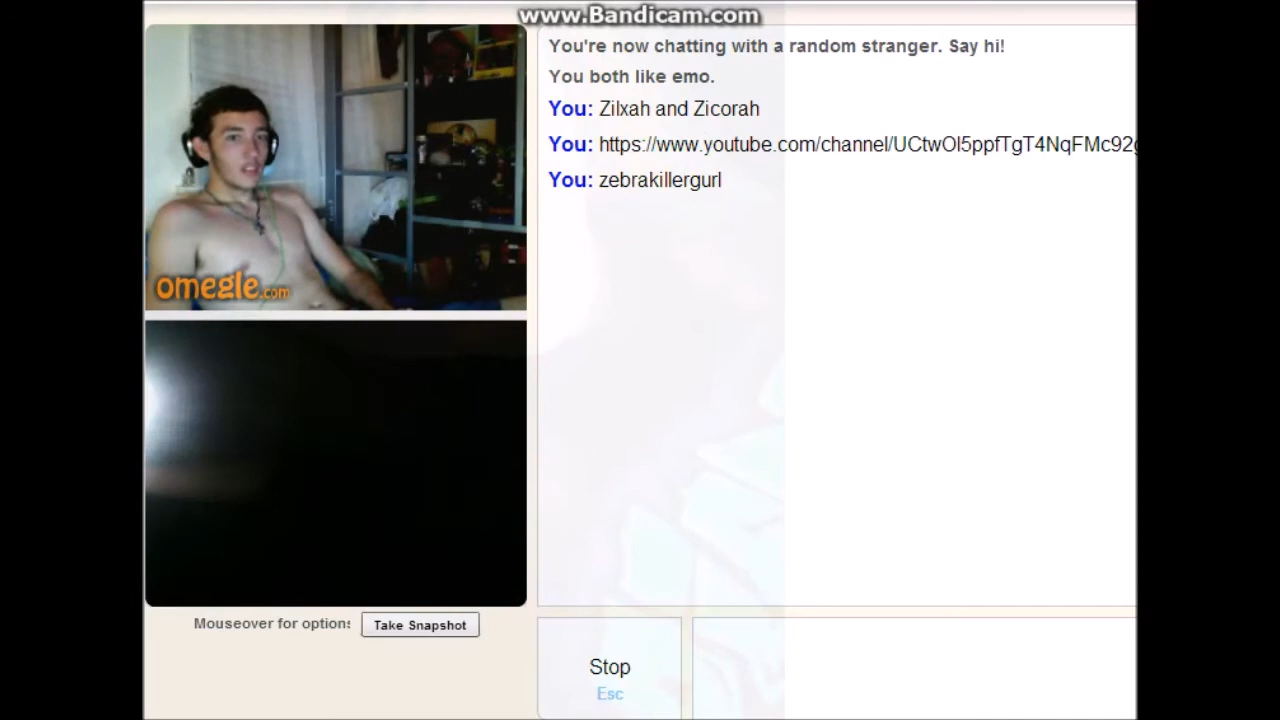 www.Bandicam.com
You're now chatting with a random stranger. Say hi!
You both like emo.
You: Zilxah and Zicorah
You: https://www.youtube.com/channel/UCtwOl5ppfTgT4NqFMc92
You: zebrakillergurl
omegle.com
Mouseover for options
Take Snapshot
Stop
Esc